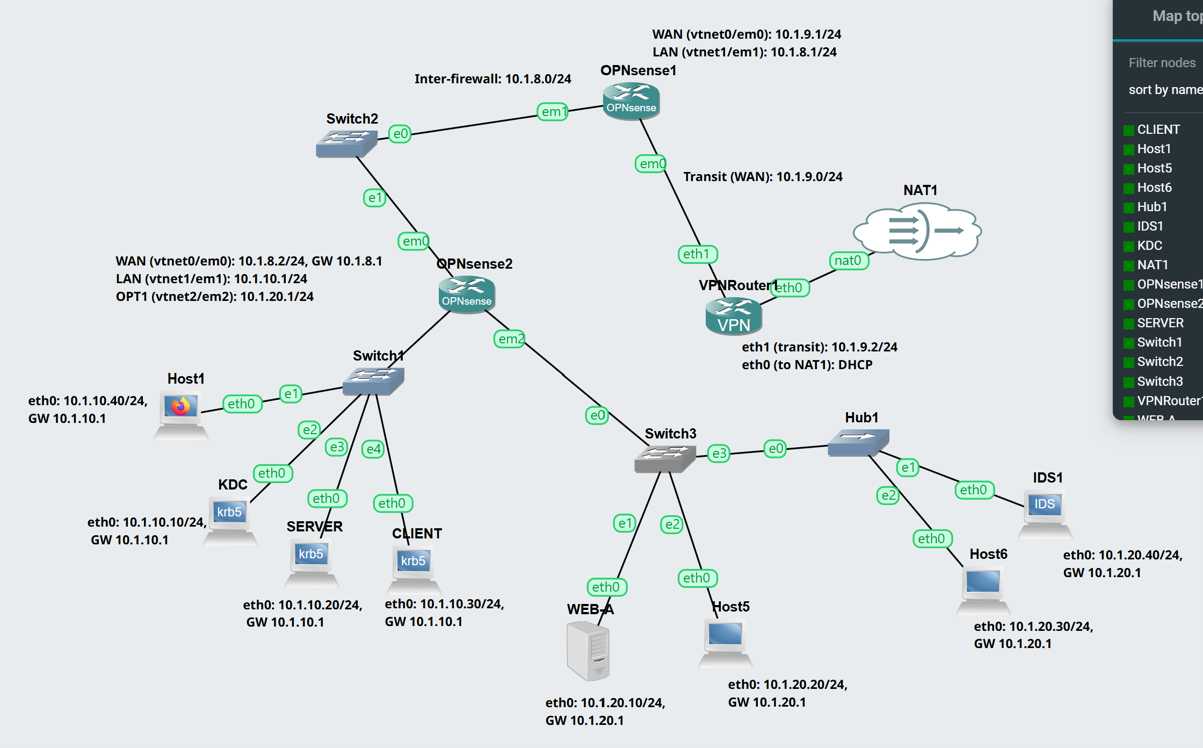 Map top
Filter nodes
sort by name
CLIENT
Host1
Host5
Host6
Hub1
IDS1
KDC
NAT1
OPNsense1
OPNsense2
SERVER
Switch1
Switch2
Switch3
VPNRouter1
WEB-A
WAN (vtnet0/em0): 10.1.9.1/24
LAN (vtnet1/em1): 10.1.8.1/24
OPNsense1
OPNsense
Inter-firewall: 10.1.8.0/24
em1
Switch2
e0
em0
Transit (WAN): 10.1.9.0/24
NAT1
e1
em0
eth1
nat0
WAN (vtnet0/em0): 10.1.8.2/24, GW 10.1.8.1
LAN (vtnet1/em1): 10.1.10.1/24
OPT1 (vtnet2/em2): 10.1.20.1/24
OPNsense2
OPNsense
VPNRouter1
eth0
VPN
eth1 (transit): 10.1.9.2/24
eth0 (to NAT1): DHCP
em2
Switch1
Host1
eth0: 10.1.10.40/24,
GW 10.1.10.1
eth0
e1
e2
e3
e4
e0
Switch3
e3
e0
Hub1
e1
e2
eth0
IDS1
IDS
eth0: 10.1.20.40/24,
GW 10.1.20.1
eth0
KDC
krb5
eth0: 10.1.10.10/24,
GW 10.1.10.1
eth0
SERVER
krb5
eth0: 10.1.10.20/24,
GW 10.1.10.1
eth0
CLIENT
krb5
eth0: 10.1.10.30/24,
GW 10.1.10.1
e1
e2
eth0
Host6
eth0: 10.1.20.30/24,
GW 10.1.20.1
eth0
WEB-A
eth0: 10.1.20.10/24,
GW 10.1.20.1
eth0
Host5
eth0: 10.1.20.20/24,
GW 10.1.20.1